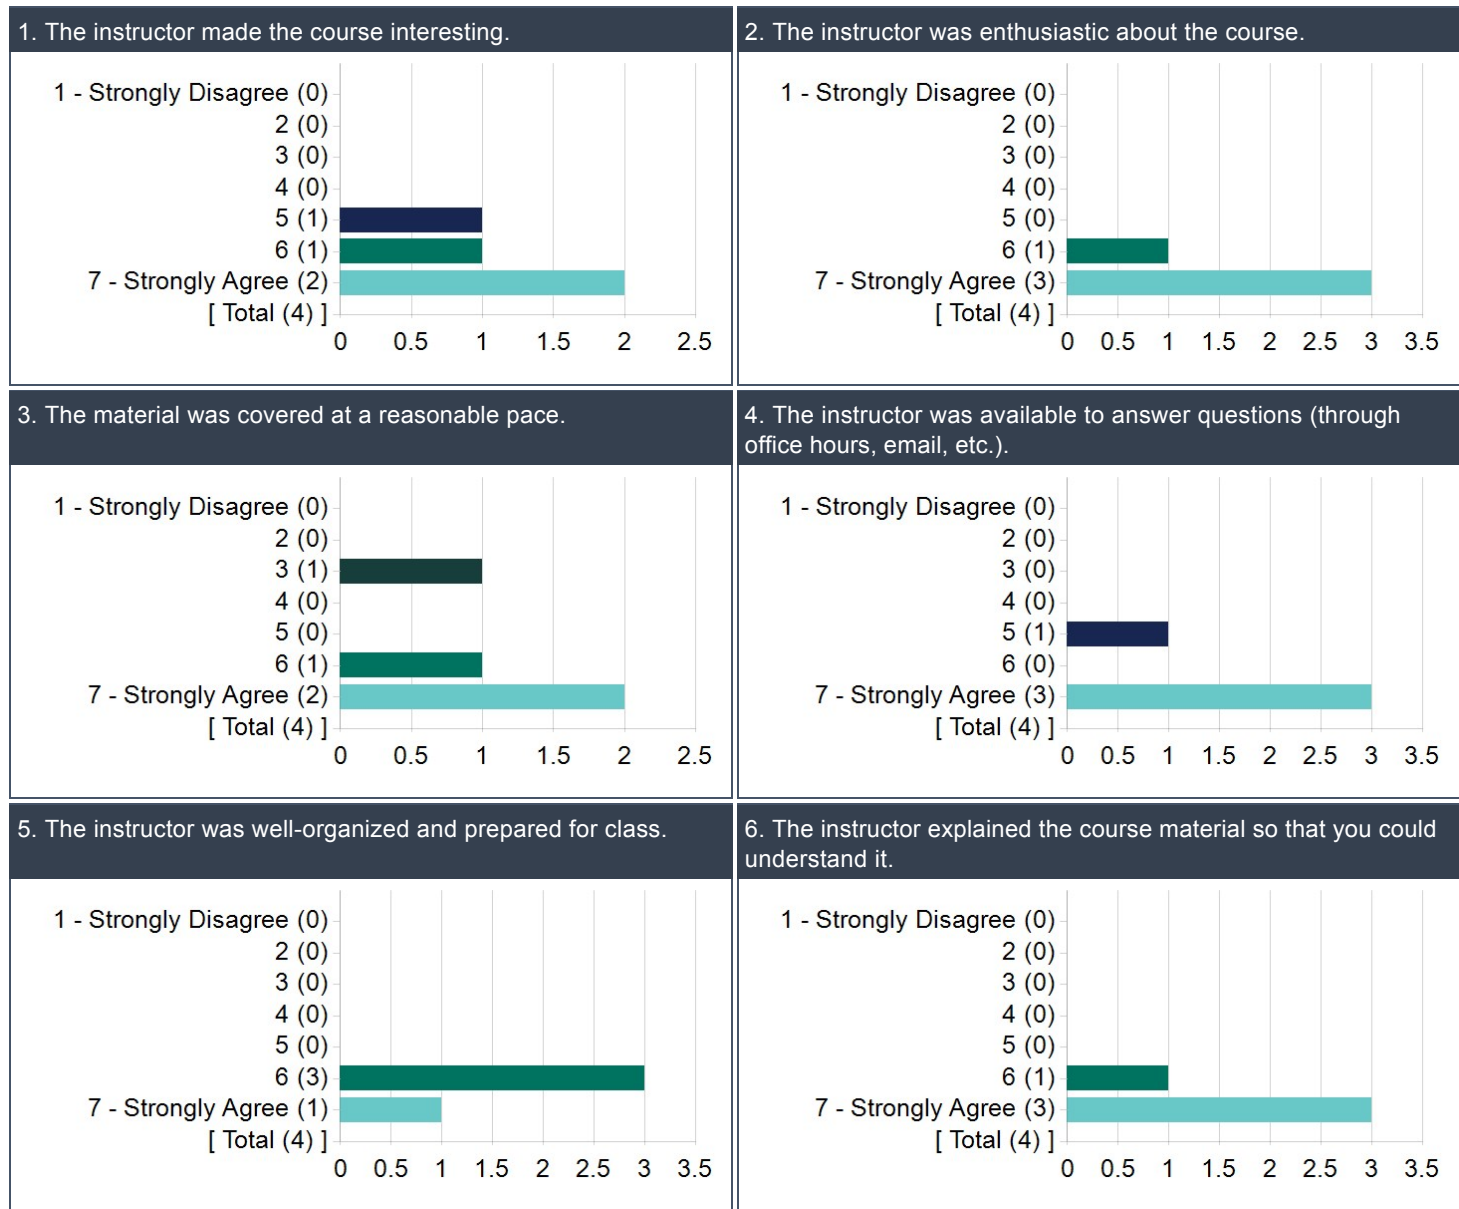 1. The instructor made the course interesting.
1 - Strongly Disagree (0)
2 (0)
3 (0)
4 (0)
5 (1)
6 (1)
7 - Strongly Agree (2)
[ Total (4) ]
0 0.5 1 1.5 2 2.5
2. The instructor was enthusiastic about the course.
1 - Strongly Disagree (0)
2 (0)
3 (0)
4 (0)
5 (0)
6 (1)
7 - Strongly Agree (3)
[ Total (4) ]
0 0.5 1 1.5 2 2.5 3 3.5
3. The material was covered at a reasonable pace.
1 - Strongly Disagree (0)
2 (0)
3 (1)
4 (0)
5 (0)
6 (1)
7 - Strongly Agree (2)
[ Total (4) ]
0 0.5 1 1.5 2 2.5
4. The instructor was available to answer questions (through
office hours, email, etc.).
1 - Strongly Disagree (0)
2 (0)
3 (0)
4 (0)
5 (1)
6 (0)
7 - Strongly Agree (3)
[ Total (4) ]
0 0.5 1 1.5 2 2.5 3 3.5
5. The instructor was well-organized and prepared for class.
1 - Strongly Disagree (0)
2 (0)
3 (0)
4 (0)
5 (0)
6 (3)
7 - Strongly Agree (1)
[ Total (4) ]
0 0.5 1 1.5 2 2.5 3 3.5
6. The instructor explained the course material so that you could
understand it.
1 - Strongly Disagree (0)
2 (0)
3 (0)
4 (0)
5 (0)
6 (1)
7 - Strongly Agree (3)
[ Total (4) ]
0 0.5 1 1.5 2 2.5 3 3.5